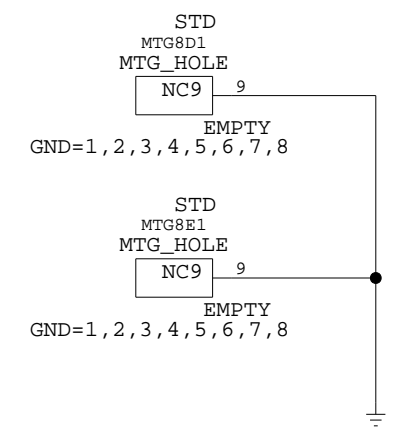 STD
MTG8D1
MTG_HOLE
NC9 9
EMPTY
GND=1,2,3,4,5,6,7,8
STD
MTG8E1
MTG_HOLE
NC9 9
EMPTY
GND=1,2,3,4,5,6,7,8